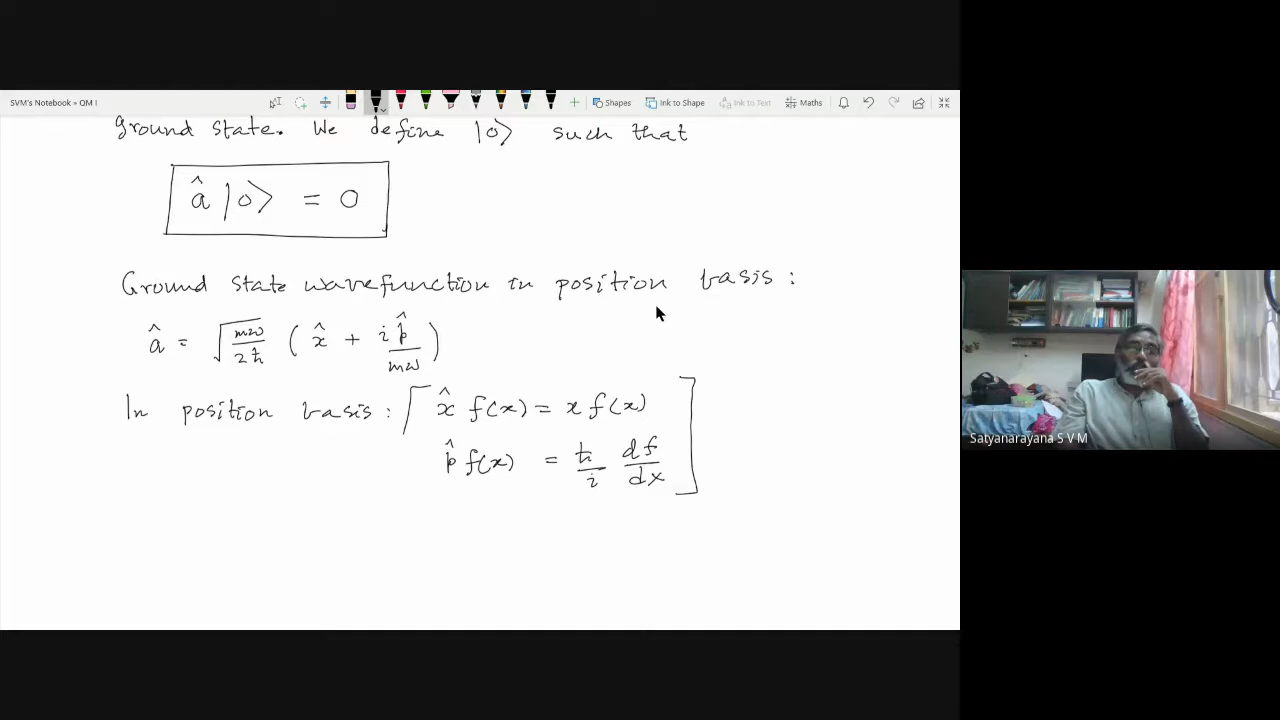 SVM's Notebook » QM I
Shapes Ink to Shape Ink to Text Maths
ground state. We define |0⟩ such that
â |0⟩ = 0
Ground state wavefunction in position basis:
â = √(mω/2ħ) ( x̂ + i p̂/mω )
In position basis: [ x̂ f(x) = x f(x)
p̂ f(x) = ħ/i df/dx ]
Satyanarayana S V M